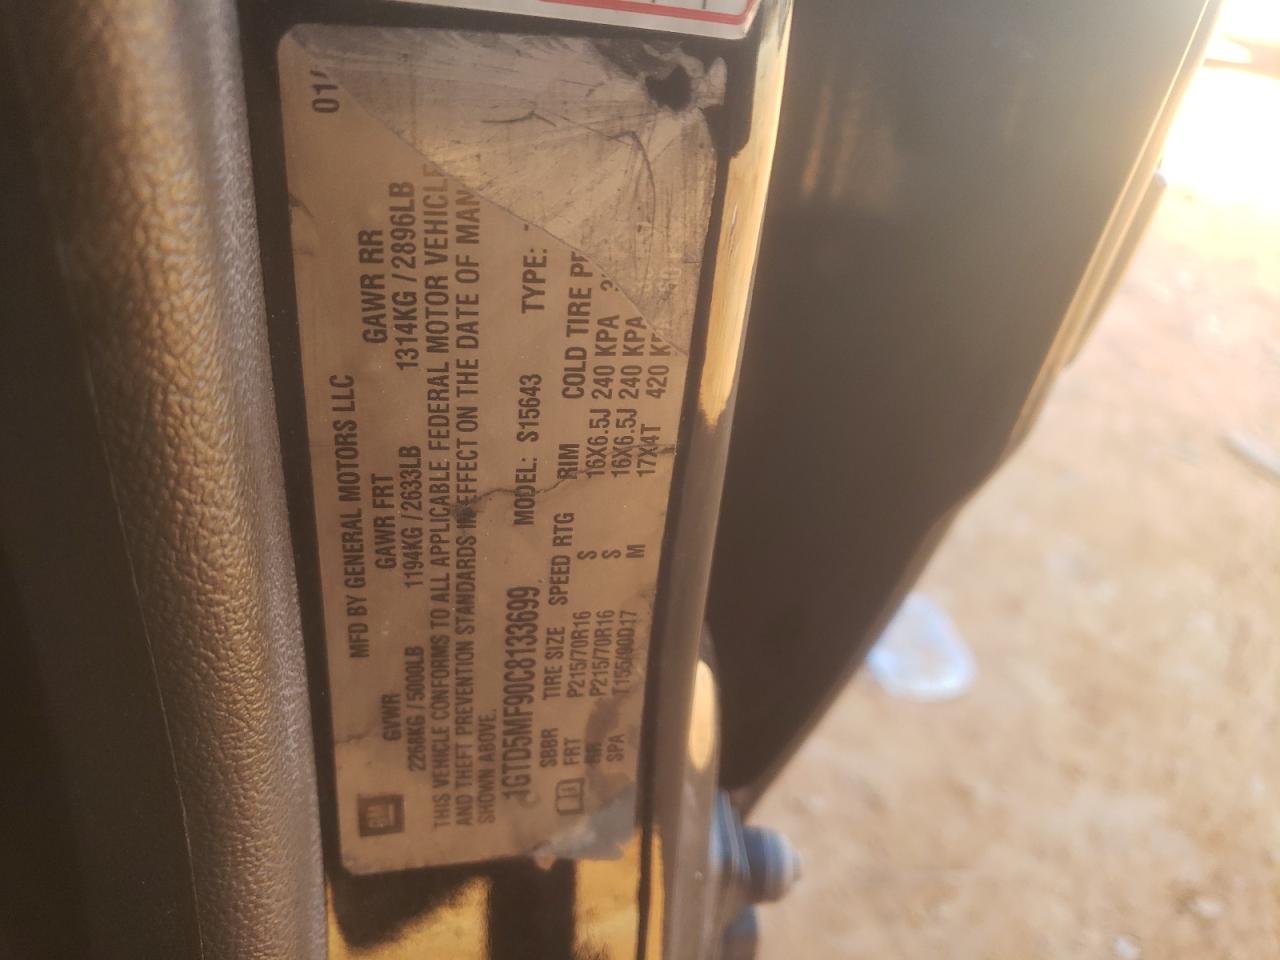 MFD BY GENERAL MOTORS LLC 01/
GVWR GAWR FRT GAWR RR
2268KG / 5000LB 1194KG / 2633LB 1314KG / 2896LB
THIS VEHICLE CONFORMS TO ALL APPLICABLE FEDERAL MOTOR VEHICLE
AND THEFT PREVENTION STANDARDS IN EFFECT ON THE DATE OF MAN
SHOWN ABOVE.
1GTD5MF90C8133699 MODEL: S15643 TYPE:
SBBR TIRE SIZE SPEED RTG RIM COLD TIRE PR
FRT P215/70R16 S 16X6.5J 240 KPA
RR P215/70R16 S 16X6.5J 240 KPA
SPA T155/90D17 M 17X4T 420 KP
GM